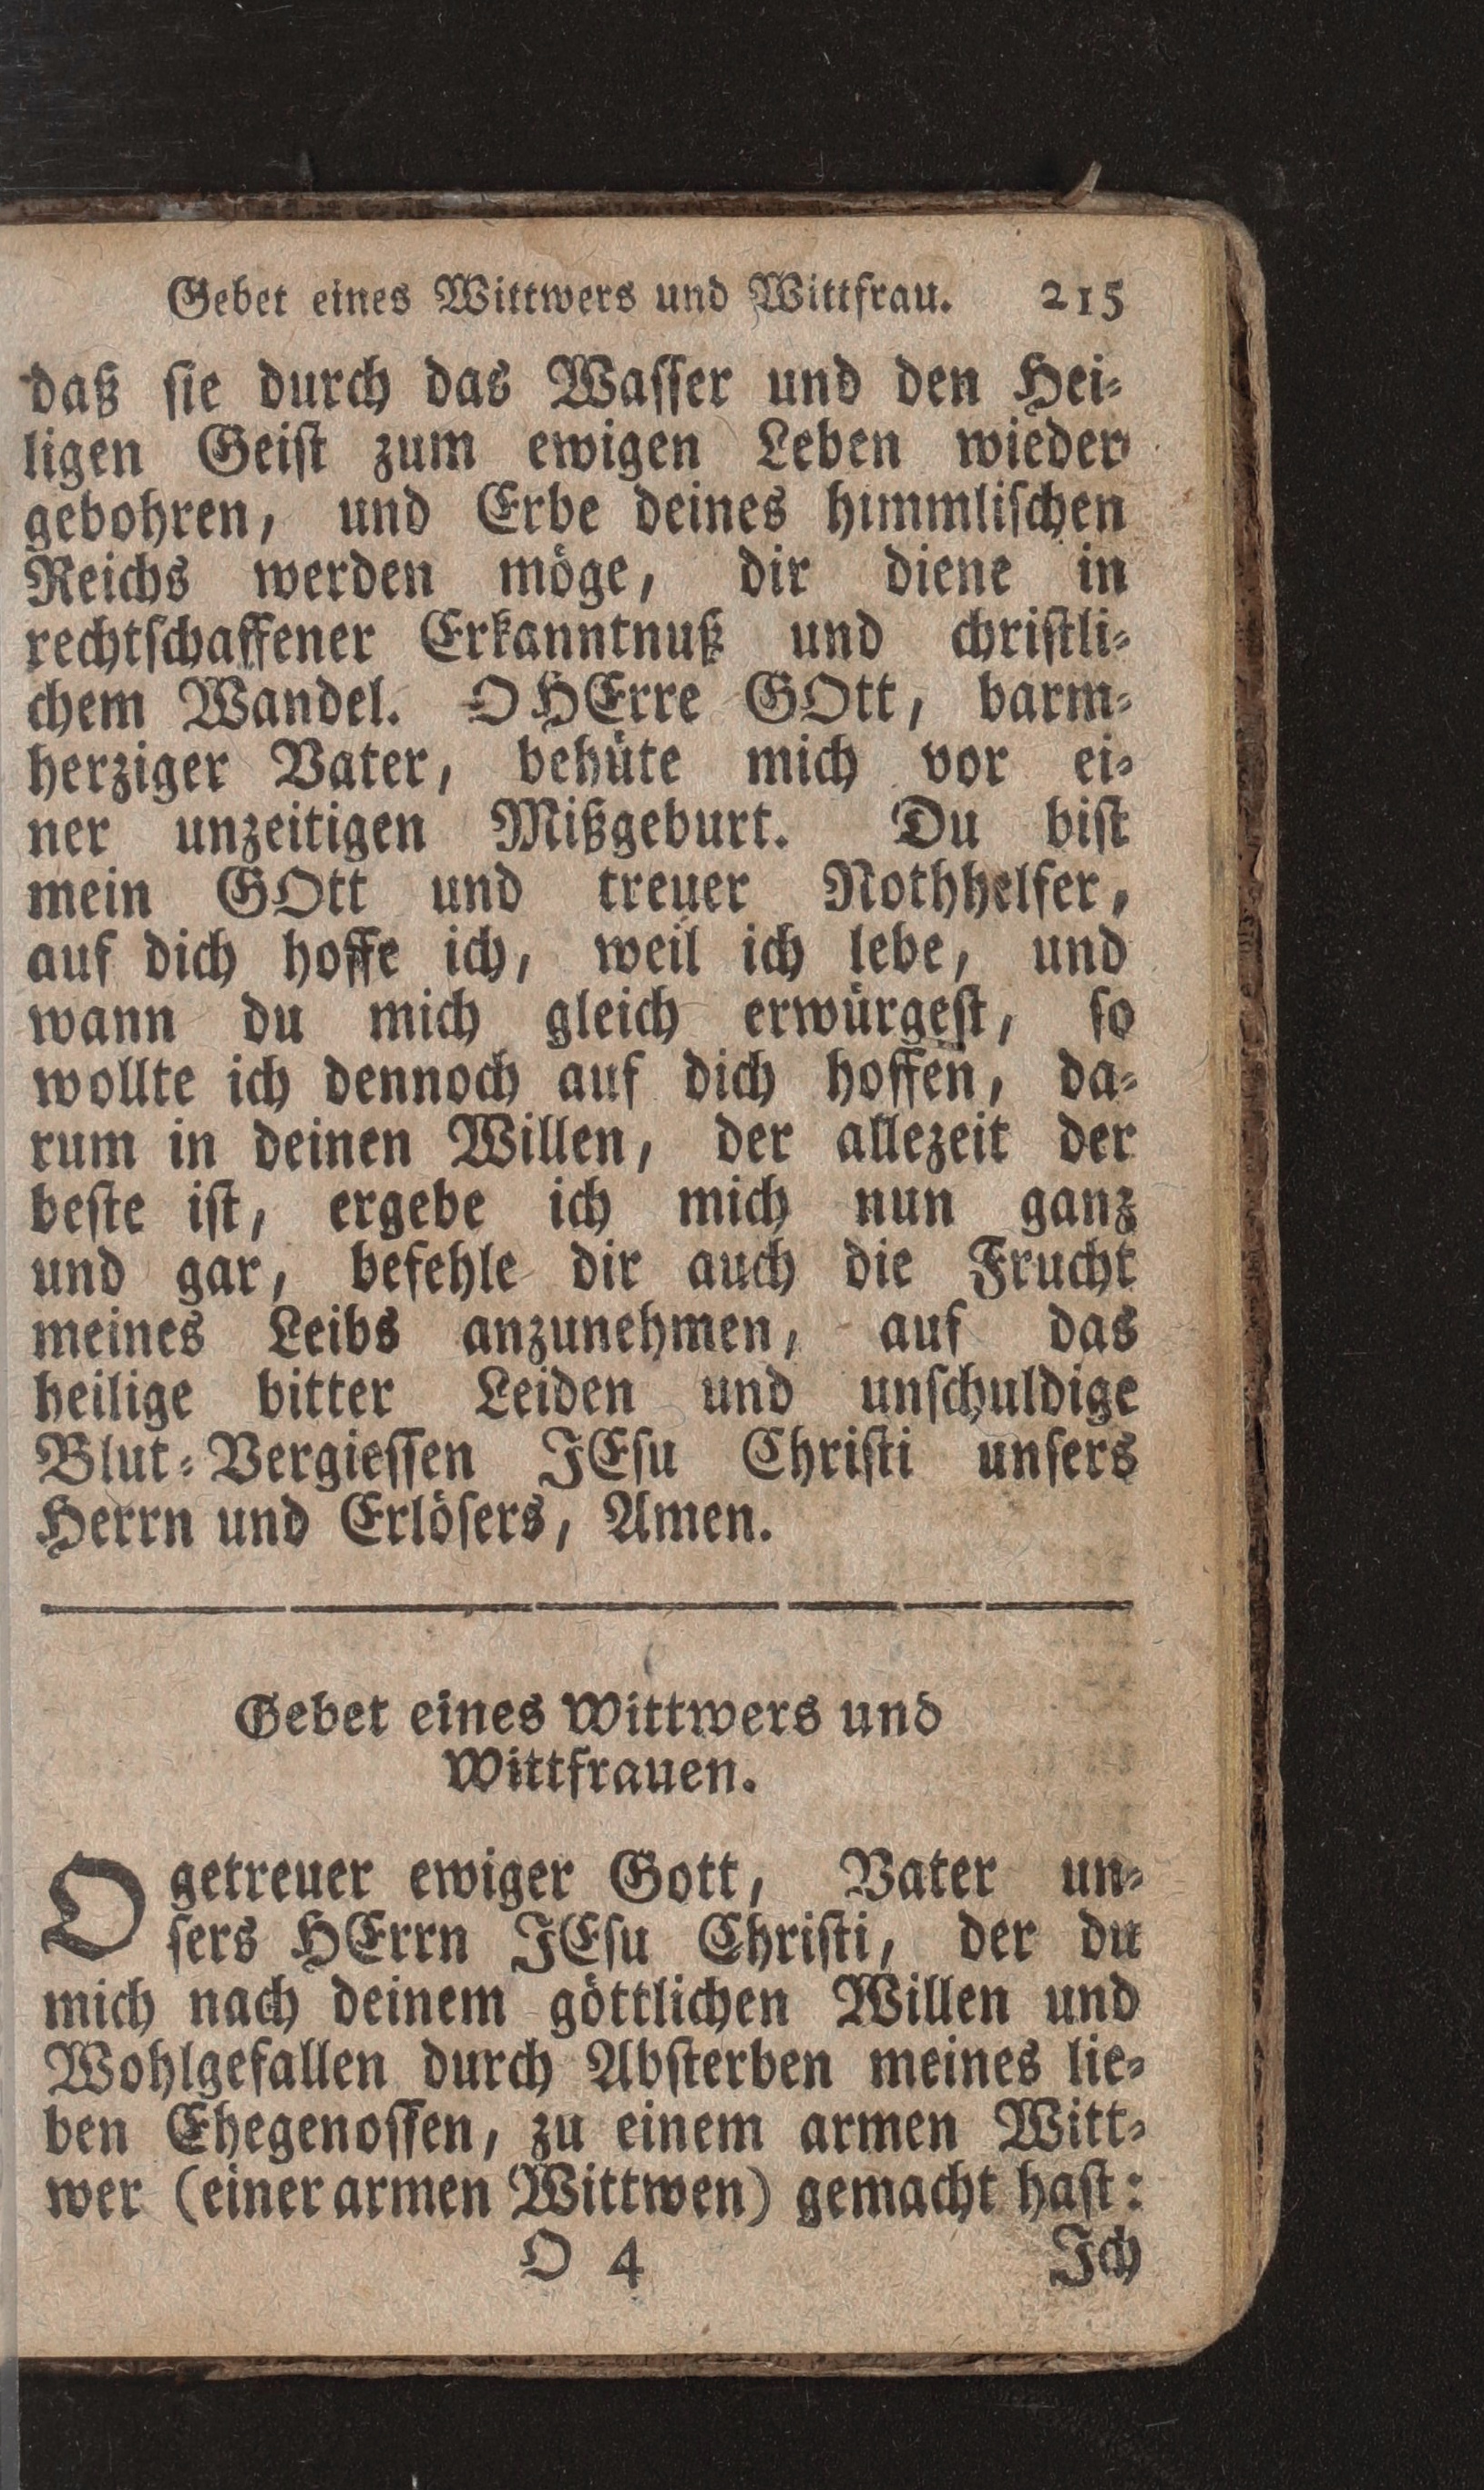 Gebet eines Wittwers und Wittfrau. 215
daß sie durch das Wasser und den Hei-
ligen Geist zum ewigen Leben wieder
gebohren, und Erbe deines himmlischen
Reichs werden möge, dir diene in
rechtschaffener Erkanntnuß und christli-
chem Wandel. O HErre GOtt, barm-
herziger Vater, behüte mich vor ei-
ner unzeitigen Mißgeburt. Du bist
mein GOtt und treuer Nothhelfer,
auf dich hoffe ich, weil ich lebe, und
wann du mich gleich erwürgest, so
wollte ich dennoch auf dich hoffen, da-
rum in deinen Willen, der allezeit der
beste ist, ergebe ich mich nun ganz
und gar, befehle dir auch die Frucht
meines Leibs anzunehmen, auf das
heilige bitter Leiden und unschuldige
Blut-Vergiessen JEsu Christi unsers
Herrn und Erlösers, Amen.
Gebet eines Wittwers und
Wittfrauen.
O getreuer ewiger Gott, Vater un-
sers HErrn JEsu Christi, der du
mich nach deinem göttlichen Willen und
Wohlgefallen durch Absterben meines lie-
ben Ehegenossen, zu einem armen Witt-
wer (einer armen Wittwen) gemacht hast:
O 4 Ich